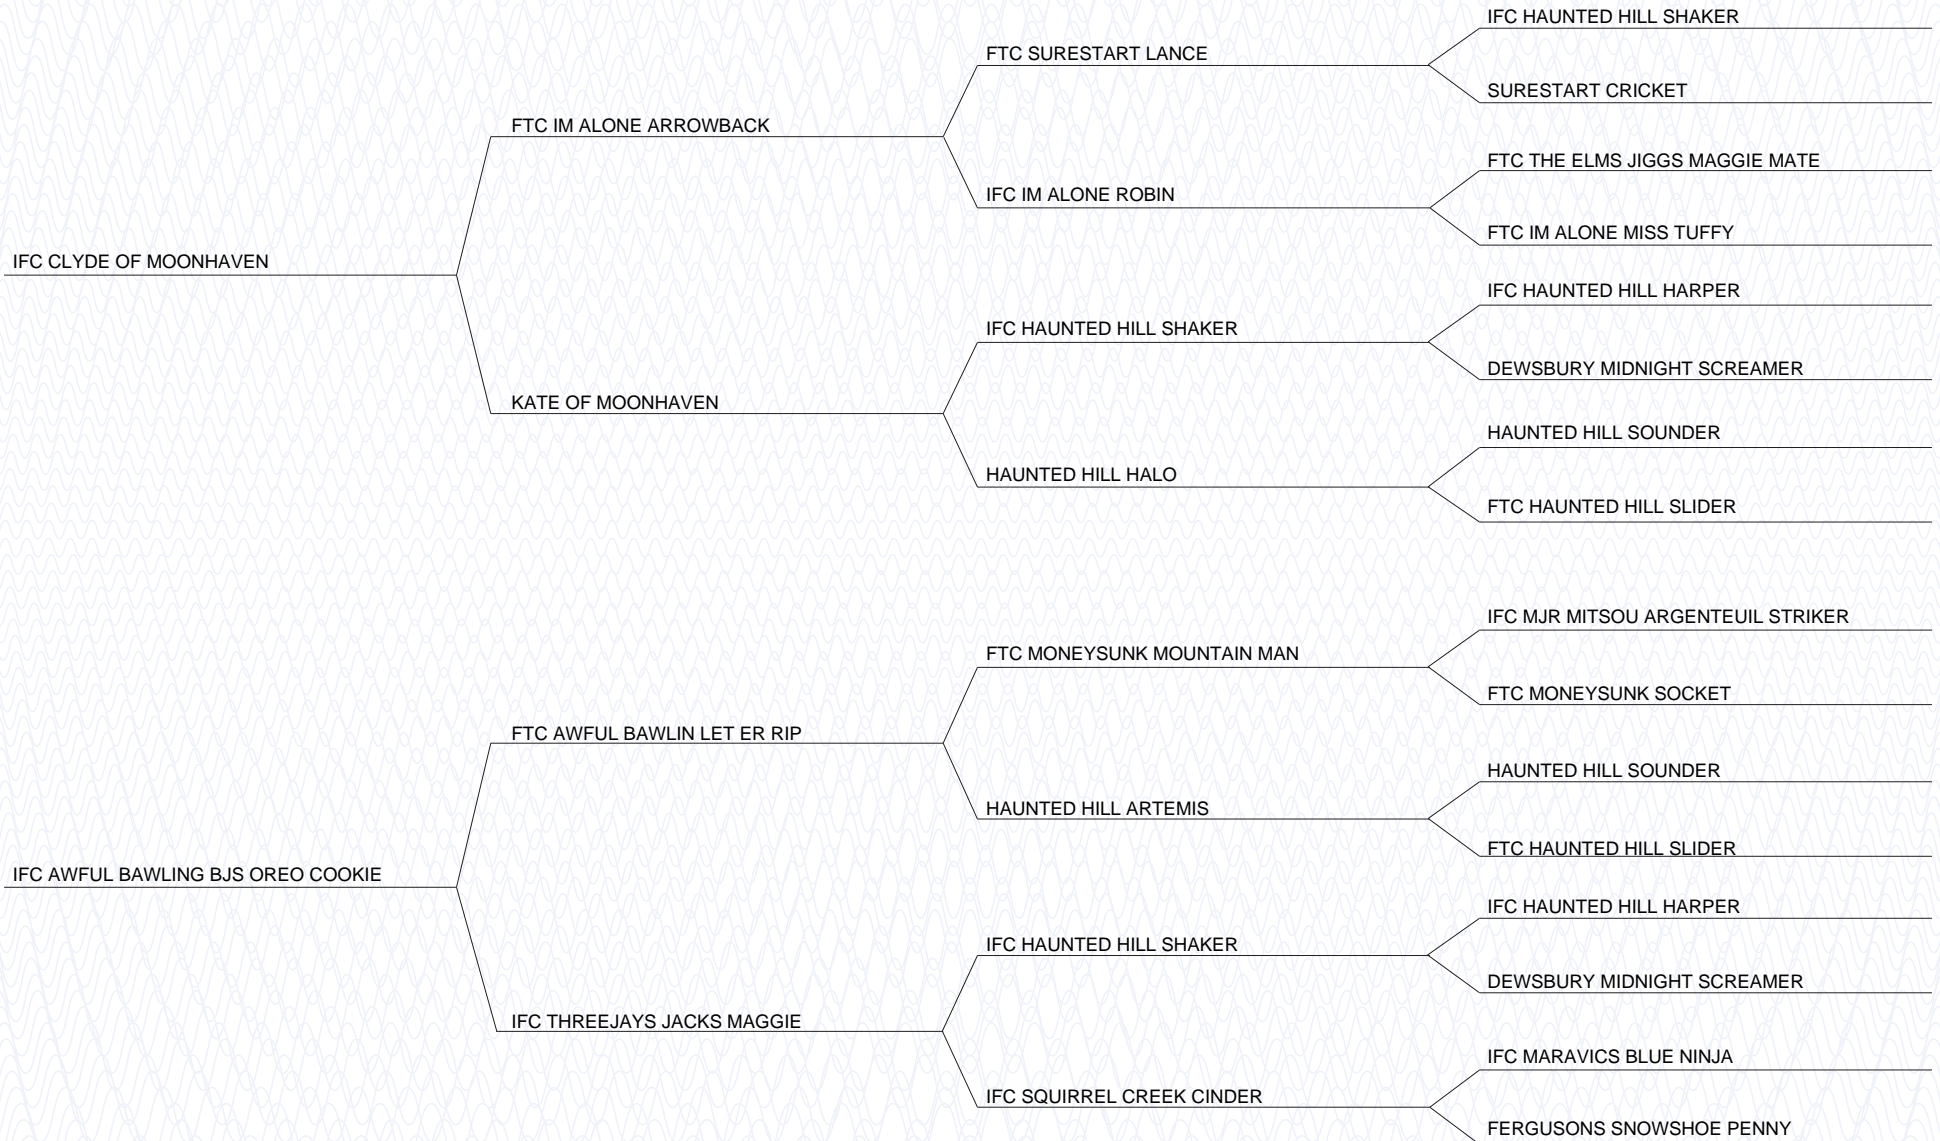 IFC HAUNTED HILL SHAKER
FTC SURESTART LANCE
SURESTART CRICKET
FTC IM ALONE ARROWBACK
FTC THE ELMS JIGGS MAGGIE MATE
IFC IM ALONE ROBIN
FTC IM ALONE MISS TUFFY
IFC CLYDE OF MOONHAVEN
IFC HAUNTED HILL HARPER
IFC HAUNTED HILL SHAKER
DEWSBURY MIDNIGHT SCREAMER
KATE OF MOONHAVEN
HAUNTED HILL SOUNDER
HAUNTED HILL HALO
FTC HAUNTED HILL SLIDER
IFC MJR MITSOU ARGENTEUIL STRIKER
FTC MONEYSUNK MOUNTAIN MAN
FTC MONEYSUNK SOCKET
FTC AWFUL BAWLIN LET ER RIP
HAUNTED HILL SOUNDER
HAUNTED HILL ARTEMIS
FTC HAUNTED HILL SLIDER
IFC AWFUL BAWLING BJS OREO COOKIE
IFC HAUNTED HILL HARPER
IFC HAUNTED HILL SHAKER
DEWSBURY MIDNIGHT SCREAMER
IFC THREEJAYS JACKS MAGGIE
IFC MARAVICS BLUE NINJA
IFC SQUIRREL CREEK CINDER
FERGUSONS SNOWSHOE PENNY